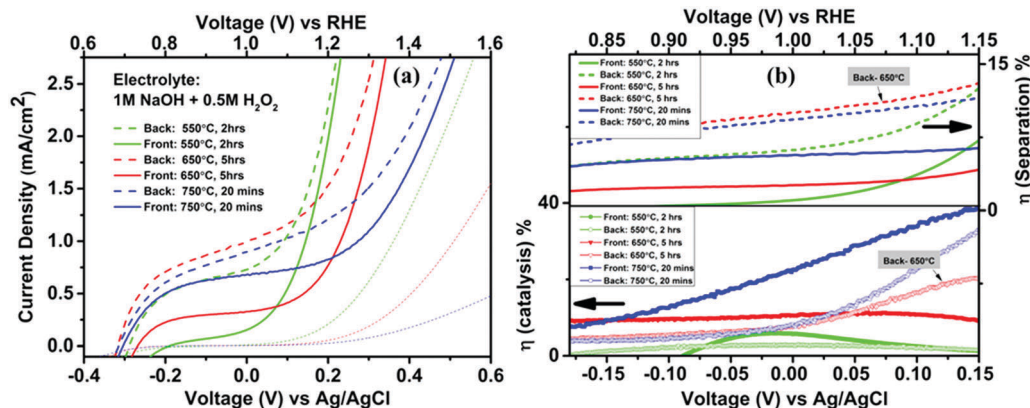 Voltage (V) vs RHE
0.6 0.8 1.0 1.2 1.4 1.6
2.5
2.0
1.5
1.0
0.5
0.0
Current Density (mA/cm²)
(a)
Electrolyte:
1M NaOH + 0.5M H₂O₂
Back: 550°C, 2hrs
Front: 550°C, 2hrs
Back: 650°C, 5hrs
Front: 650°C, 5hrs
Back: 750°C, 20 mins
Front: 750°C, 20 mins
-0.4 -0.2 0.0 0.2 0.4 0.6
Voltage (V) vs Ag/AgCl
Voltage (V) vs RHE
0.85 0.90 0.95 1.00 1.05 1.10 1.15
(b)
Front: 550°C, 2 hrs
Back: 550°C, 2 hrs
Front: 650°C, 5 hrs
Back: 650°C, 5 hrs
Front: 750°C, 20 mins
Back: 750°C, 20 mins
Back- 650°C
15
0
η (Separation) %
40
20
0
η (catalysis) %
Front: 550°C, 2 hrs
Back: 550°C, 2 hrs
Front: 650°C, 5 hrs
Back: 650°C, 5 hrs
Front: 750°C, 20 mins
Back: 750°C, 20 mins
Back- 650°C
-0.15 -0.10 -0.05 0.00 0.05 0.10 0.15
Voltage (V) vs Ag/AgCl